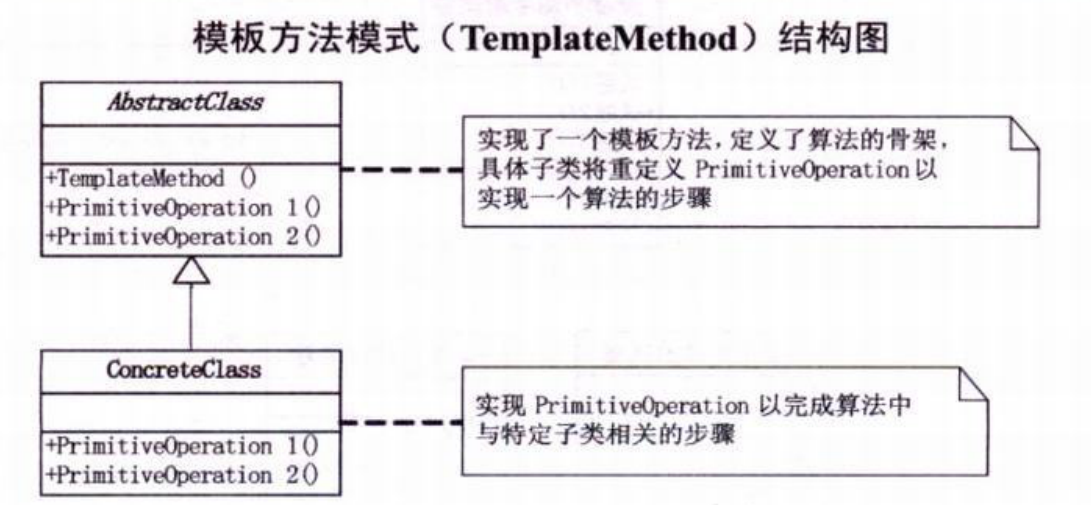 模板方法模式（TemplateMethod）结构图
AbstractClass
+TemplateMethod ()
+PrimitiveOperation 1()
+PrimitiveOperation 2()
实现了一个模板方法，定义了算法的骨架，
具体子类将重定义 PrimitiveOperation 以
实现一个算法的步骤
ConcreteClass
+PrimitiveOperation 1()
+PrimitiveOperation 2()
实现 PrimitiveOperation 以完成算法中
与特定子类相关的步骤